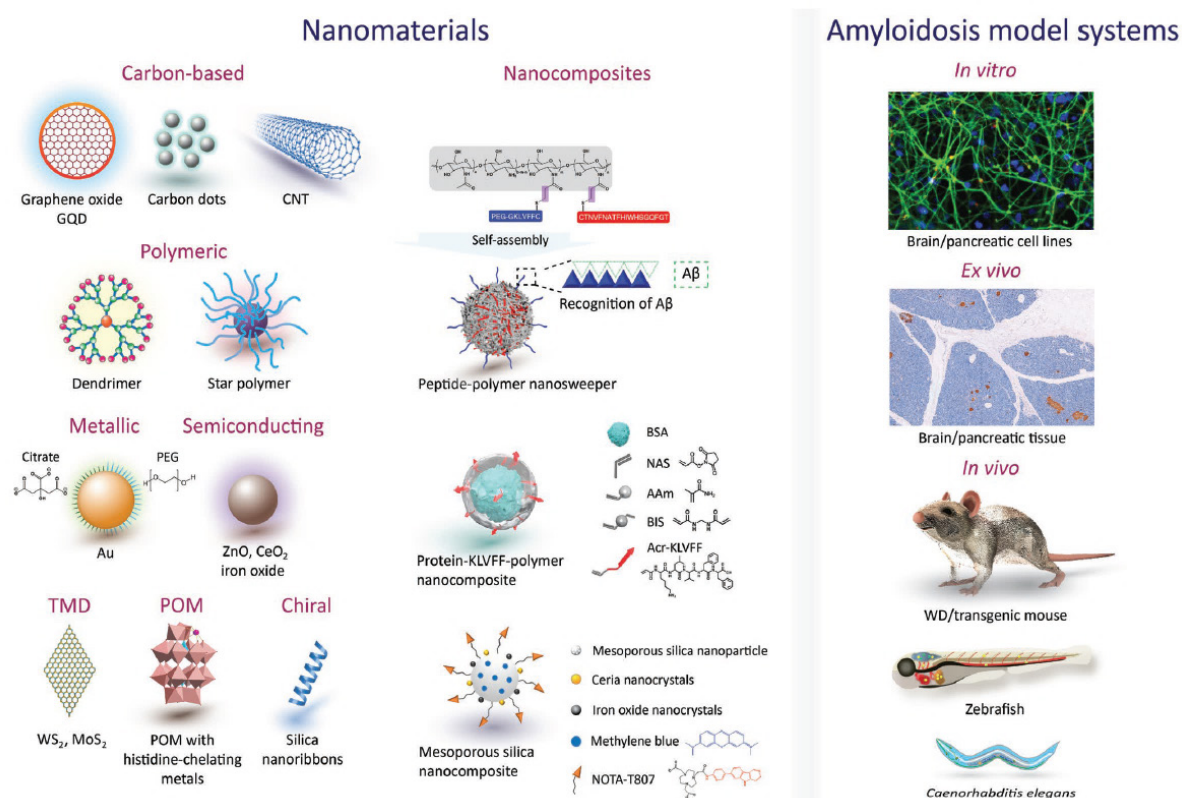 Nanomaterials
Carbon-based
Graphene oxide
GQD
Carbon dots
CNT
Polymeric
Dendrimer
Star polymer
Metallic
Citrate
PEG
Au
Semiconducting
ZnO, CeO₂
iron oxide
TMD
WS₂, MoS₂
POM
POM with
histidine-chelating
metals
Chiral
Silica
nanoribbons
Nanocomposites
PEG-GKLVFFC
CTNVFNATFHIWHSGQFGT
Self-assembly
Aβ
Recognition of Aβ
Peptide-polymer nanosweeper
BSA
NAS
AAm
BIS
Acr-KLVFF
Protein-KLVFF-polymer
nanocomposite
Mesoporous silica nanoparticle
Ceria nanocrystals
Iron oxide nanocrystals
Methylene blue
NOTA-T807
Mesoporous silica
nanocomposite
Amyloidosis model systems
In vitro
Brain/pancreatic cell lines
Ex vivo
Brain/pancreatic tissue
In vivo
WD/transgenic mouse
Zebrafish
Caenorhabditis elegans